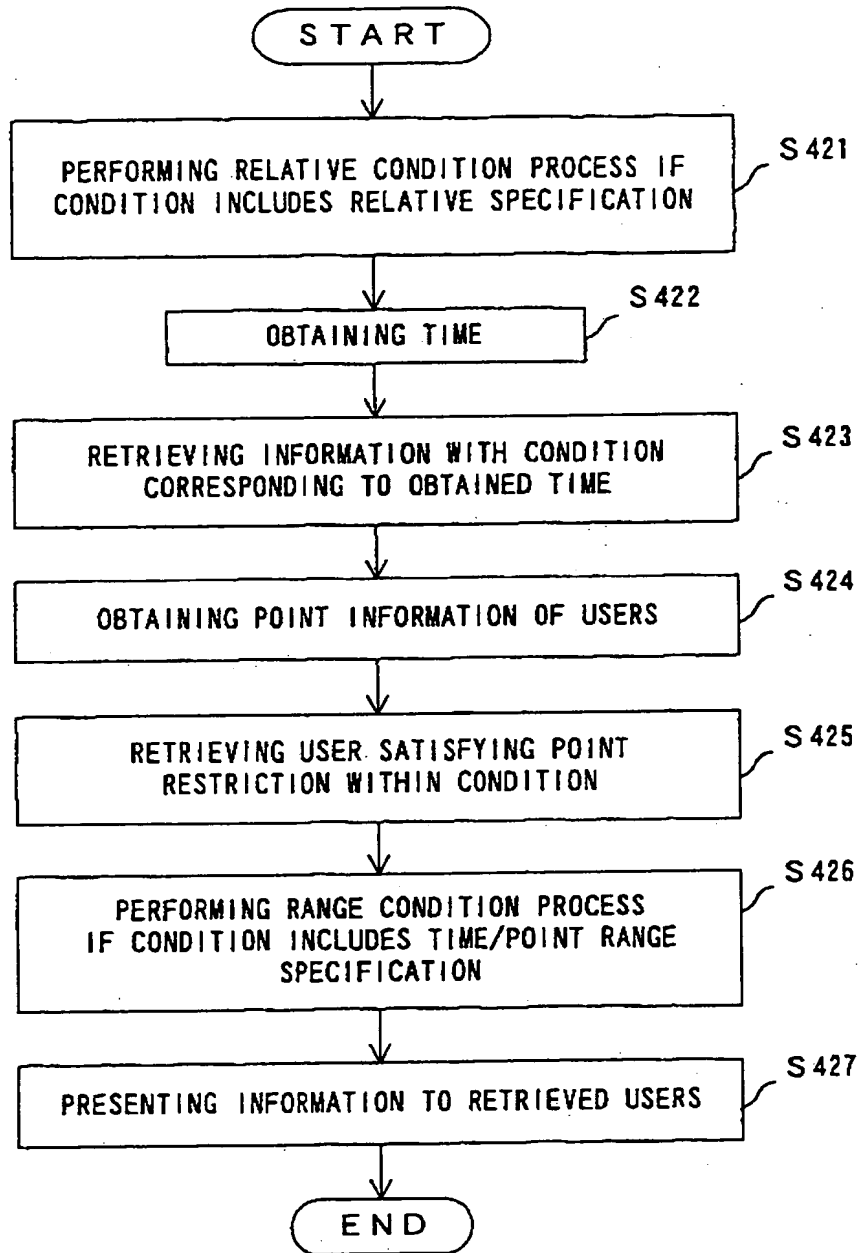 START
PERFORMING RELATIVE CONDITION PROCESS IF
CONDITION INCLUDES RELATIVE SPECIFICATION
S421
OBTAINING TIME
S422
RETRIEVING INFORMATION WITH CONDITION
CORRESPONDING TO OBTAINED TIME
S423
OBTAINING POINT INFORMATION OF USERS
S424
RETRIEVING USER SATISFYING POINT
RESTRICTION WITHIN CONDITION
S425
PERFORMING RANGE CONDITION PROCESS
IF CONDITION INCLUDES TIME/POINT RANGE
SPECIFICATION
S426
PRESENTING INFORMATION TO RETRIEVED USERS
S427
END